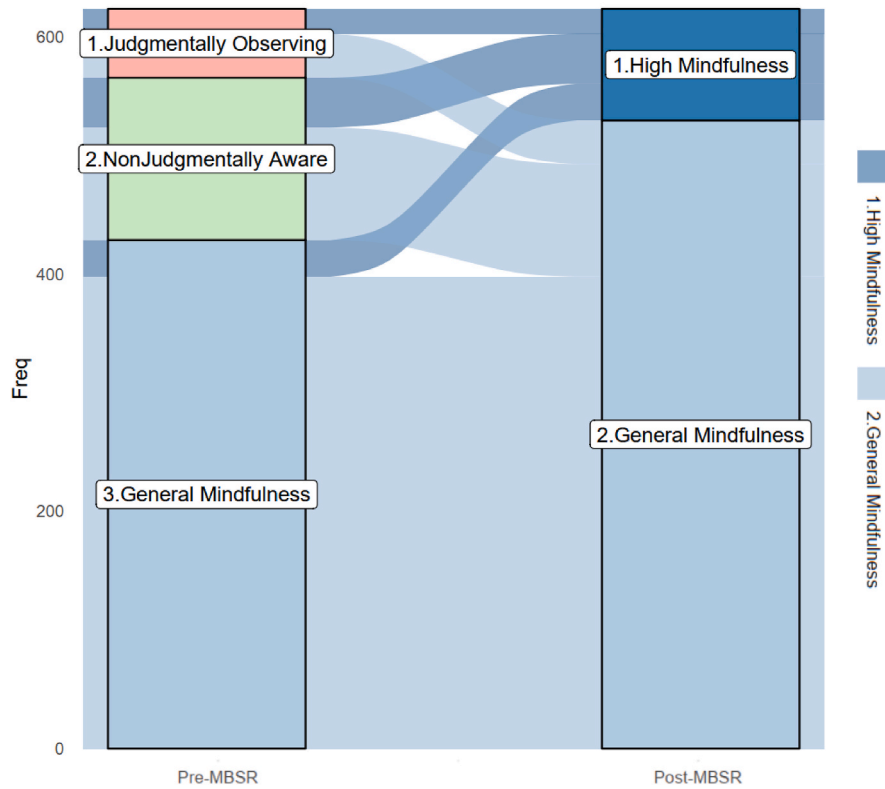 600
1.Judgmentally Observing
1.High Mindfulness
2.NonJudgmentally Aware
400
Freq
2.General Mindfulness
3.General Mindfulness
200
0
Pre-MBSR
Post-MBSR
1.High Mindfulness
2.General Mindfulness